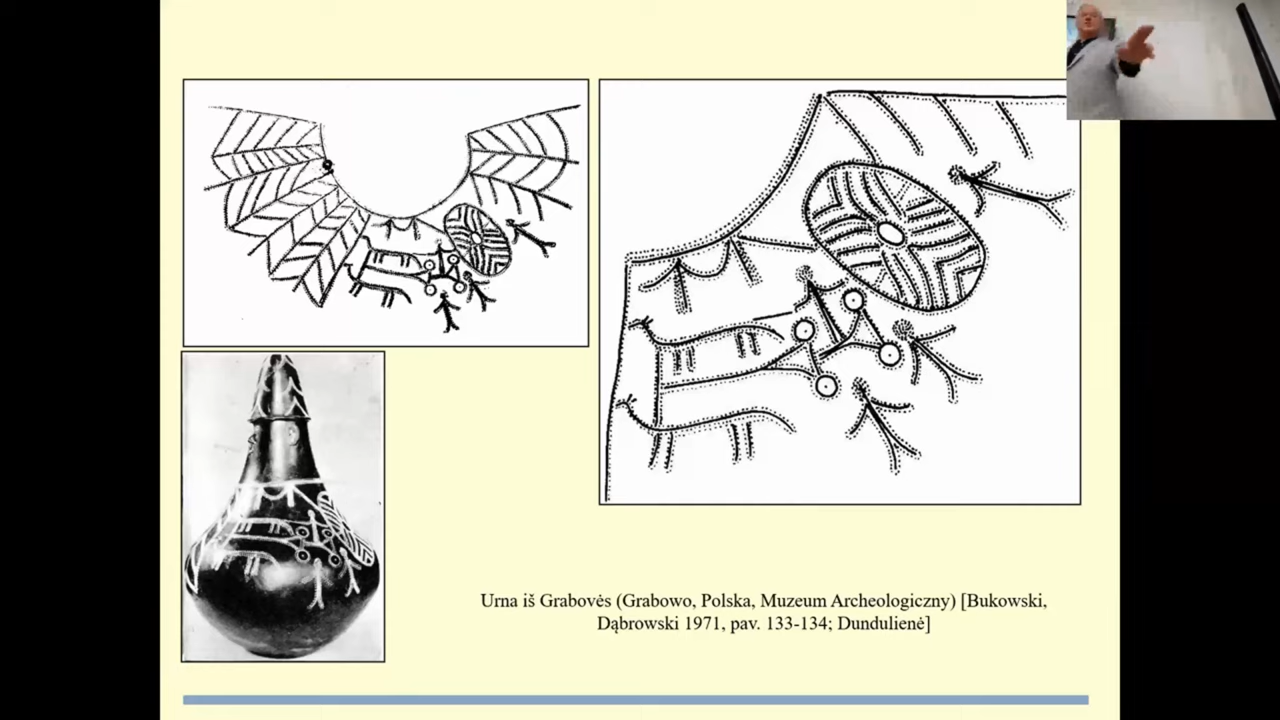 Urna iš Grabovės (Grabowo, Polska, Muzeum Archeologiczny) [Bukowski,
Dąbrowski 1971, pav. 133-134; Dundulienė]